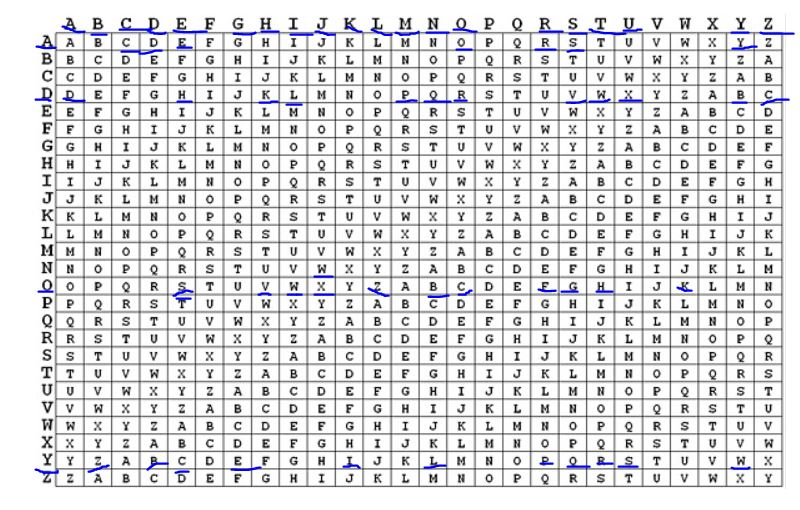 A B C D E F G H I J K L M N O P Q R S T U V W X Y Z
A A B C D E F G H I J K L M N O P Q R S T U V W X Y Z
B B C D E F G H I J K L M N O P Q R S T U V W X Y Z A
C C D E F G H I J K L M N O P Q R S T U V W X Y Z A B
D D E F G H I J K L M N O P Q R S T U V W X Y Z A B C
E E F G H I J K L M N O P Q R S T U V W X Y Z A B C D
F F G H I J K L M N O P Q R S T U V W X Y Z A B C D E
G G H I J K L M N O P Q R S T U V W X Y Z A B C D E F
H H I J K L M N O P Q R S T U V W X Y Z A B C D E F G
I I J K L M N O P Q R S T U V W X Y Z A B C D E F G H
J J K L M N O P Q R S T U V W X Y Z A B C D E F G H I
K K L M N O P Q R S T U V W X Y Z A B C D E F G H I J
L L M N O P Q R S T U V W X Y Z A B C D E F G H I J K
M M N O P Q R S T U V W X Y Z A B C D E F G H I J K L
N N O P Q R S T U V W X Y Z A B C D E F G H I J K L M
O O P Q R S T U V W X Y Z A B C D E F G H I J K L M N
P P Q R S T U V W X Y Z A B C D E F G H I J K L M N O
Q Q R S T U V W X Y Z A B C D E F G H I J K L M N O P
R R S T U V W X Y Z A B C D E F G H I J K L M N O P Q
S S T U V W X Y Z A B C D E F G H I J K L M N O P Q R
T T U V W X Y Z A B C D E F G H I J K L M N O P Q R S
U U V W X Y Z A B C D E F G H I J K L M N O P Q R S T
V V W X Y Z A B C D E F G H I J K L M N O P Q R S T U
W W X Y Z A B C D E F G H I J K L M N O P Q R S T U V
X X Y Z A B C D E F G H I J K L M N O P Q R S T U V W
Y Y Z A B C D E F G H I J K L M N O P Q R S T U V W X
Z Z A B C D E F G H I J K L M N O P Q R S T U V W X Y